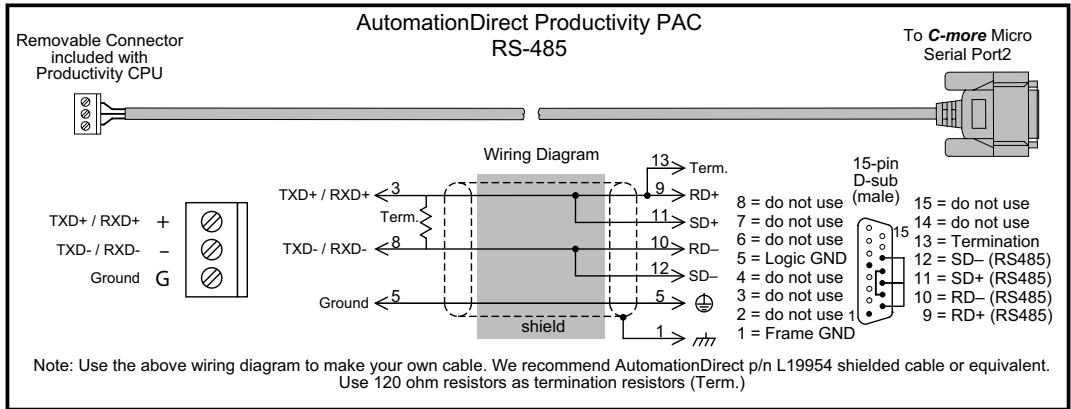 AutomationDirect Productivity PAC
RS-485
Removable Connector
included with
Productivity CPU
To C-more Micro
Serial Port2
Wiring Diagram
TXD+ / RXD+ +
TXD- / RXD- –
Ground G
TXD+ / RXD+ 3
Term.
TXD- / RXD- 8
Ground 5
shield
13 Term.
9 RD+
11 SD+
10 RD–
12 SD–
5
1
8 = do not use
7 = do not use
6 = do not use
5 = Logic GND
4 = do not use
3 = do not use
2 = do not use
1 = Frame GND
15-pin
D-sub
(male)
15
1
15 = do not use
14 = do not use
13 = Termination
12 = SD– (RS485)
11 = SD+ (RS485)
10 = RD– (RS485)
9 = RD+ (RS485)
Note: Use the above wiring diagram to make your own cable. We recommend AutomationDirect p/n L19954 shielded cable or equivalent.
Use 120 ohm resistors as termination resistors (Term.)